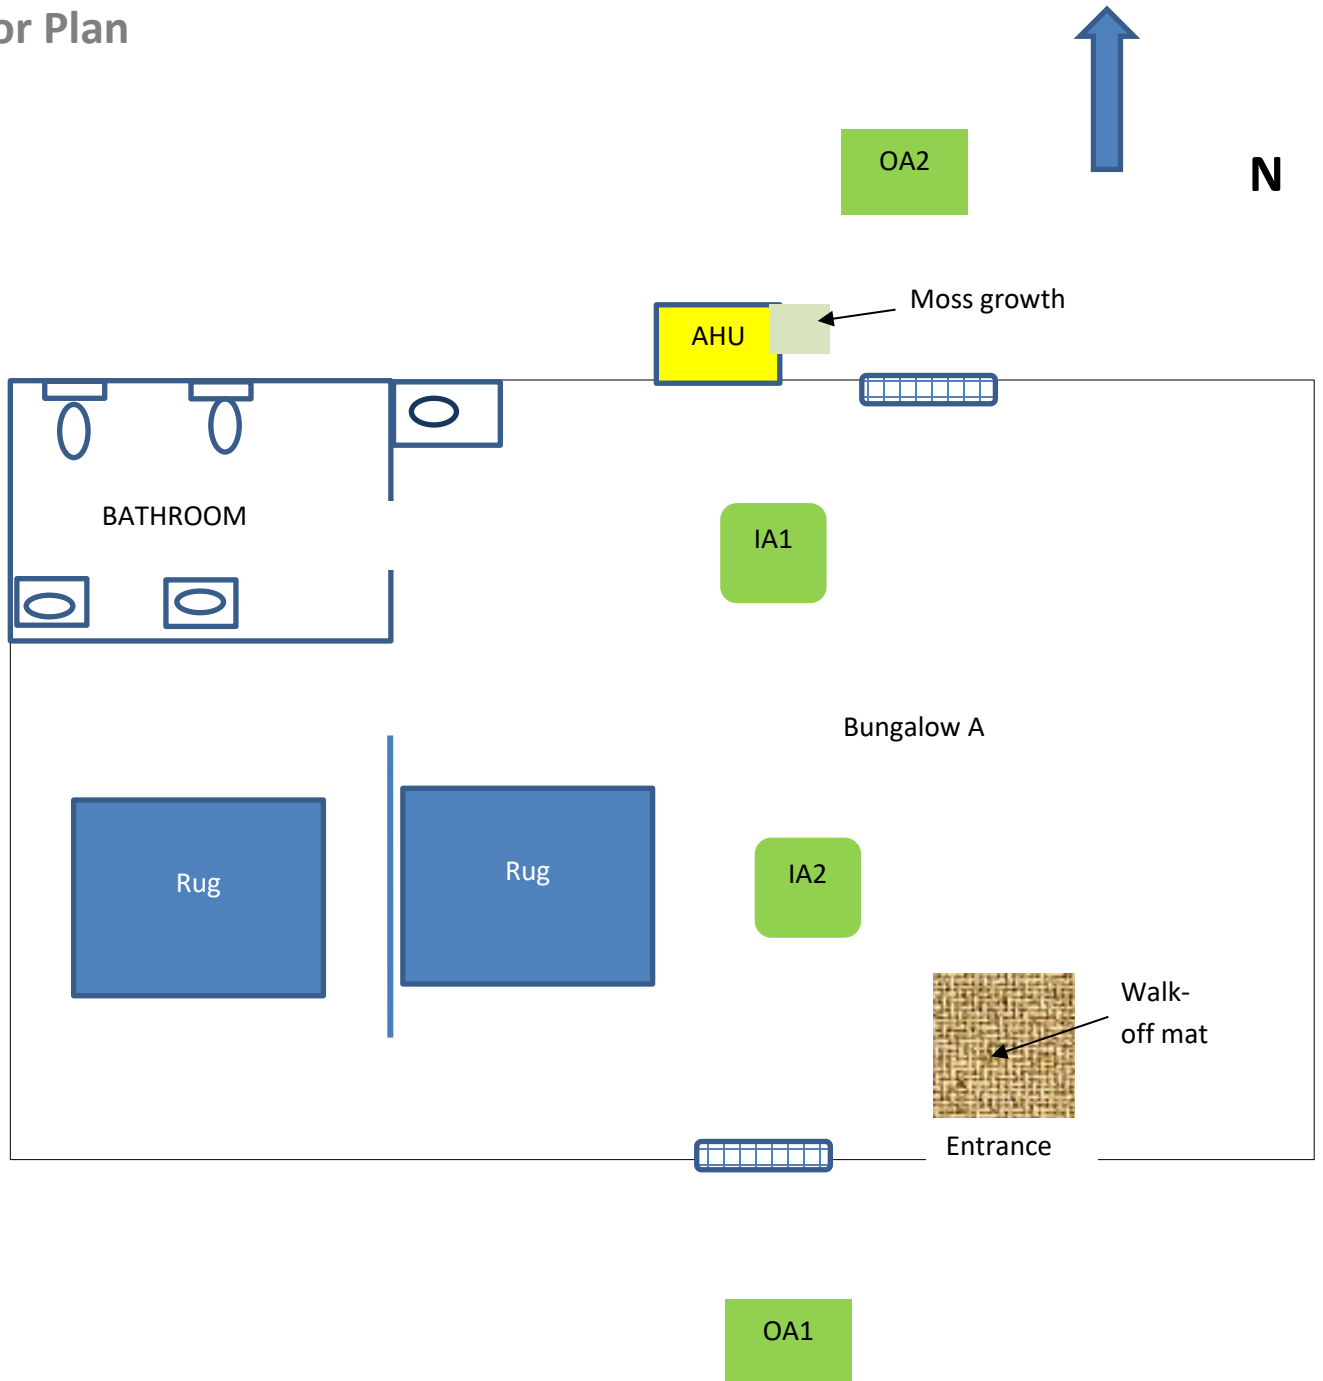 or Plan
OA2
N
Moss growth
AHU
BATHROOM
IA1
Bungalow A
Rug
Rug
IA2
Walk-
off mat
Entrance
OA1